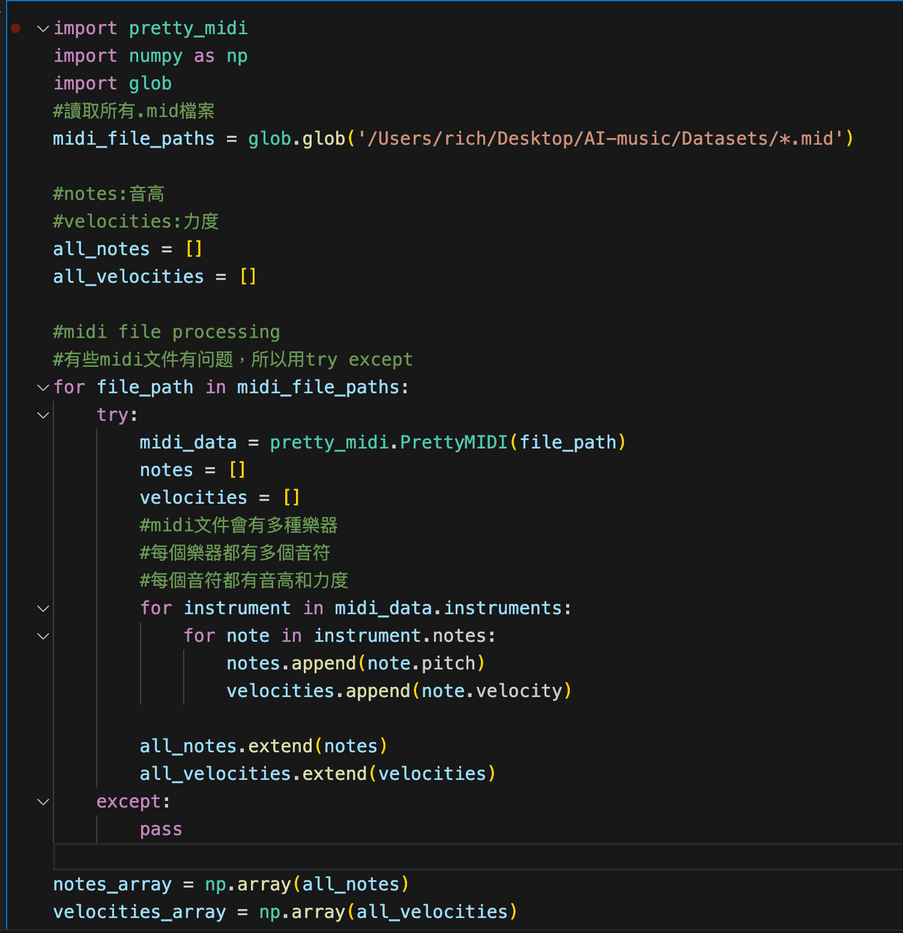 import pretty_midi
import numpy as np
import glob
#讀取所有.mid檔案
midi_file_paths = glob.glob('/Users/rich/Desktop/AI-music/Datasets/*.mid')
#notes:音高
#velocities:力度
all_notes = []
all_velocities = []
#midi file processing
#有些midi文件有问题，所以用try except
for file_path in midi_file_paths:
    try:
        midi_data = pretty_midi.PrettyMIDI(file_path)
        notes = []
        velocities = []
        #midi文件會有多種樂器
        #每個樂器都有多個音符
        #每個音符都有音高和力度
        for instrument in midi_data.instruments:
            for note in instrument.notes:
                notes.append(note.pitch)
                velocities.append(note.velocity)
        all_notes.extend(notes)
        all_velocities.extend(velocities)
    except:
        pass
notes_array = np.array(all_notes)
velocities_array = np.array(all_velocities)